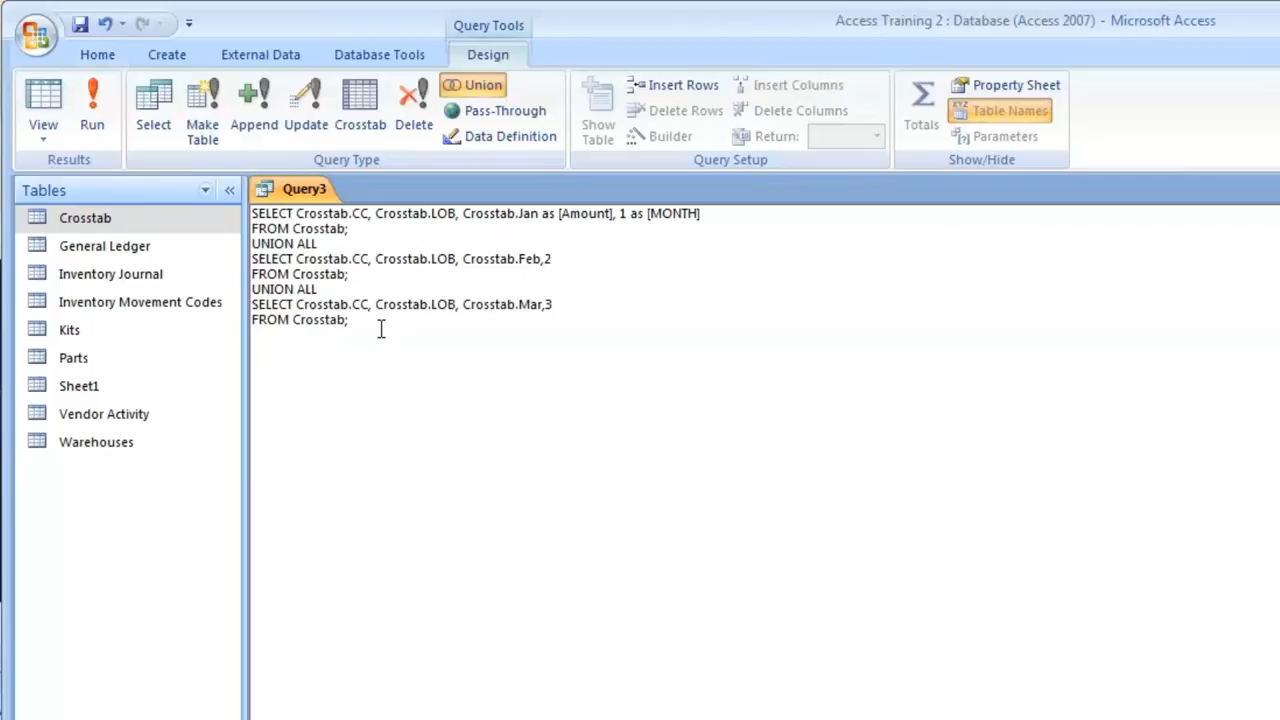 Query Tools
Access Training 2 : Database (Access 2007) - Microsoft Access
Home Create External Data Database Tools Design
View Run Select Make Table Append Update Crosstab Delete
Union
Pass-Through
Data Definition
Show Table
Insert Rows
Delete Rows
Builder
Insert Columns
Delete Columns
Return:
Totals
Property Sheet
XYZ Table Names
[?] Parameters
Results Query Type Query Setup Show/Hide
Tables
Crosstab
General Ledger
Inventory Journal
Inventory Movement Codes
Kits
Parts
Sheet1
Vendor Activity
Warehouses
Query3
SELECT Crosstab.CC, Crosstab.LOB, Crosstab.Jan as [Amount], 1 as [MONTH]
FROM Crosstab;
UNION ALL
SELECT Crosstab.CC, Crosstab.LOB, Crosstab.Feb,2
FROM Crosstab;
UNION ALL
SELECT Crosstab.CC, Crosstab.LOB, Crosstab.Mar,3
FROM Crosstab;